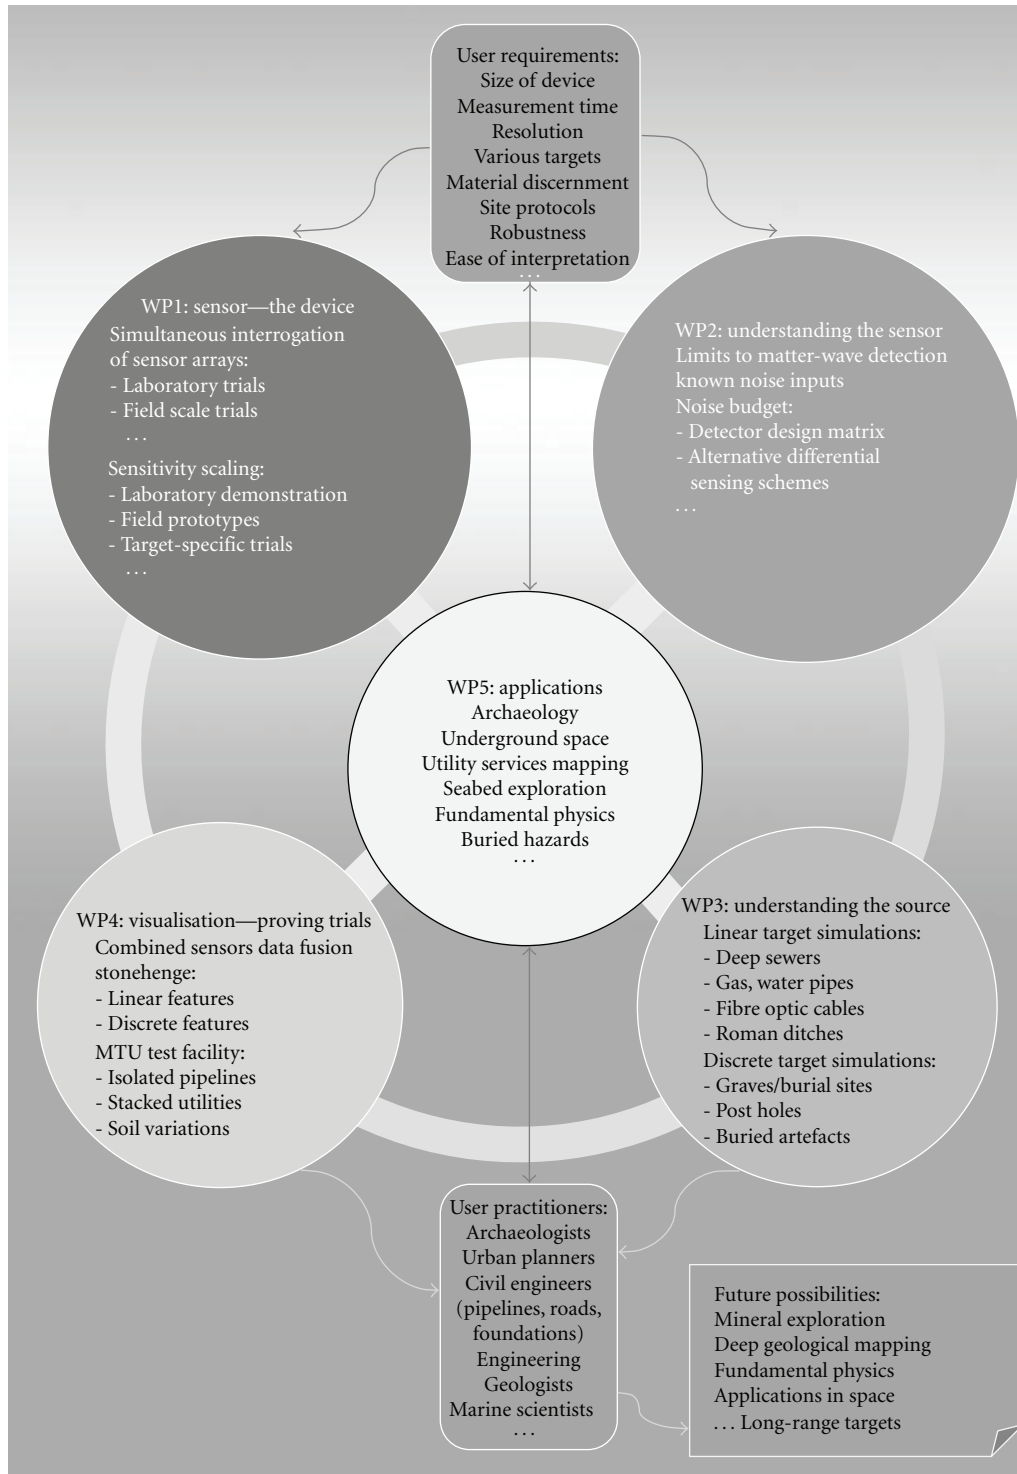 User requirements:
Size of device
Measurement time
Resolution
Various targets
Material discernment
Site protocols
Robustness
Ease of interpretation
...
WP1: sensor—the device
Simultaneous interrogation
of sensor arrays:
- Laboratory trials
- Field scale trials
...
Sensitivity scaling:
- Laboratory demonstration
- Field prototypes
- Target-specific trials
...
WP2: understanding the sensor
Limits to matter-wave detection
known noise inputs
Noise budget:
- Detector design matrix
- Alternative differential
sensing schemes
...
WP5: applications
Archaeology
Underground space
Utility services mapping
Seabed exploration
Fundamental physics
Buried hazards
...
WP4: visualisation—proving trials
Combined sensors data fusion
stonehenge:
- Linear features
- Discrete features
MTU test facility:
- Isolated pipelines
- Stacked utilities
- Soil variations
WP3: understanding the source
Linear target simulations:
- Deep sewers
- Gas, water pipes
- Fibre optic cables
- Roman ditches
Discrete target simulations:
- Graves/burial sites
- Post holes
- Buried artefacts
User practitioners:
Archaeologists
Urban planners
Civil engineers
(pipelines, roads,
foundations)
Engineering
Geologists
Marine scientists
...
Future possibilities:
Mineral exploration
Deep geological mapping
Fundamental physics
Applications in space
... Long-range targets